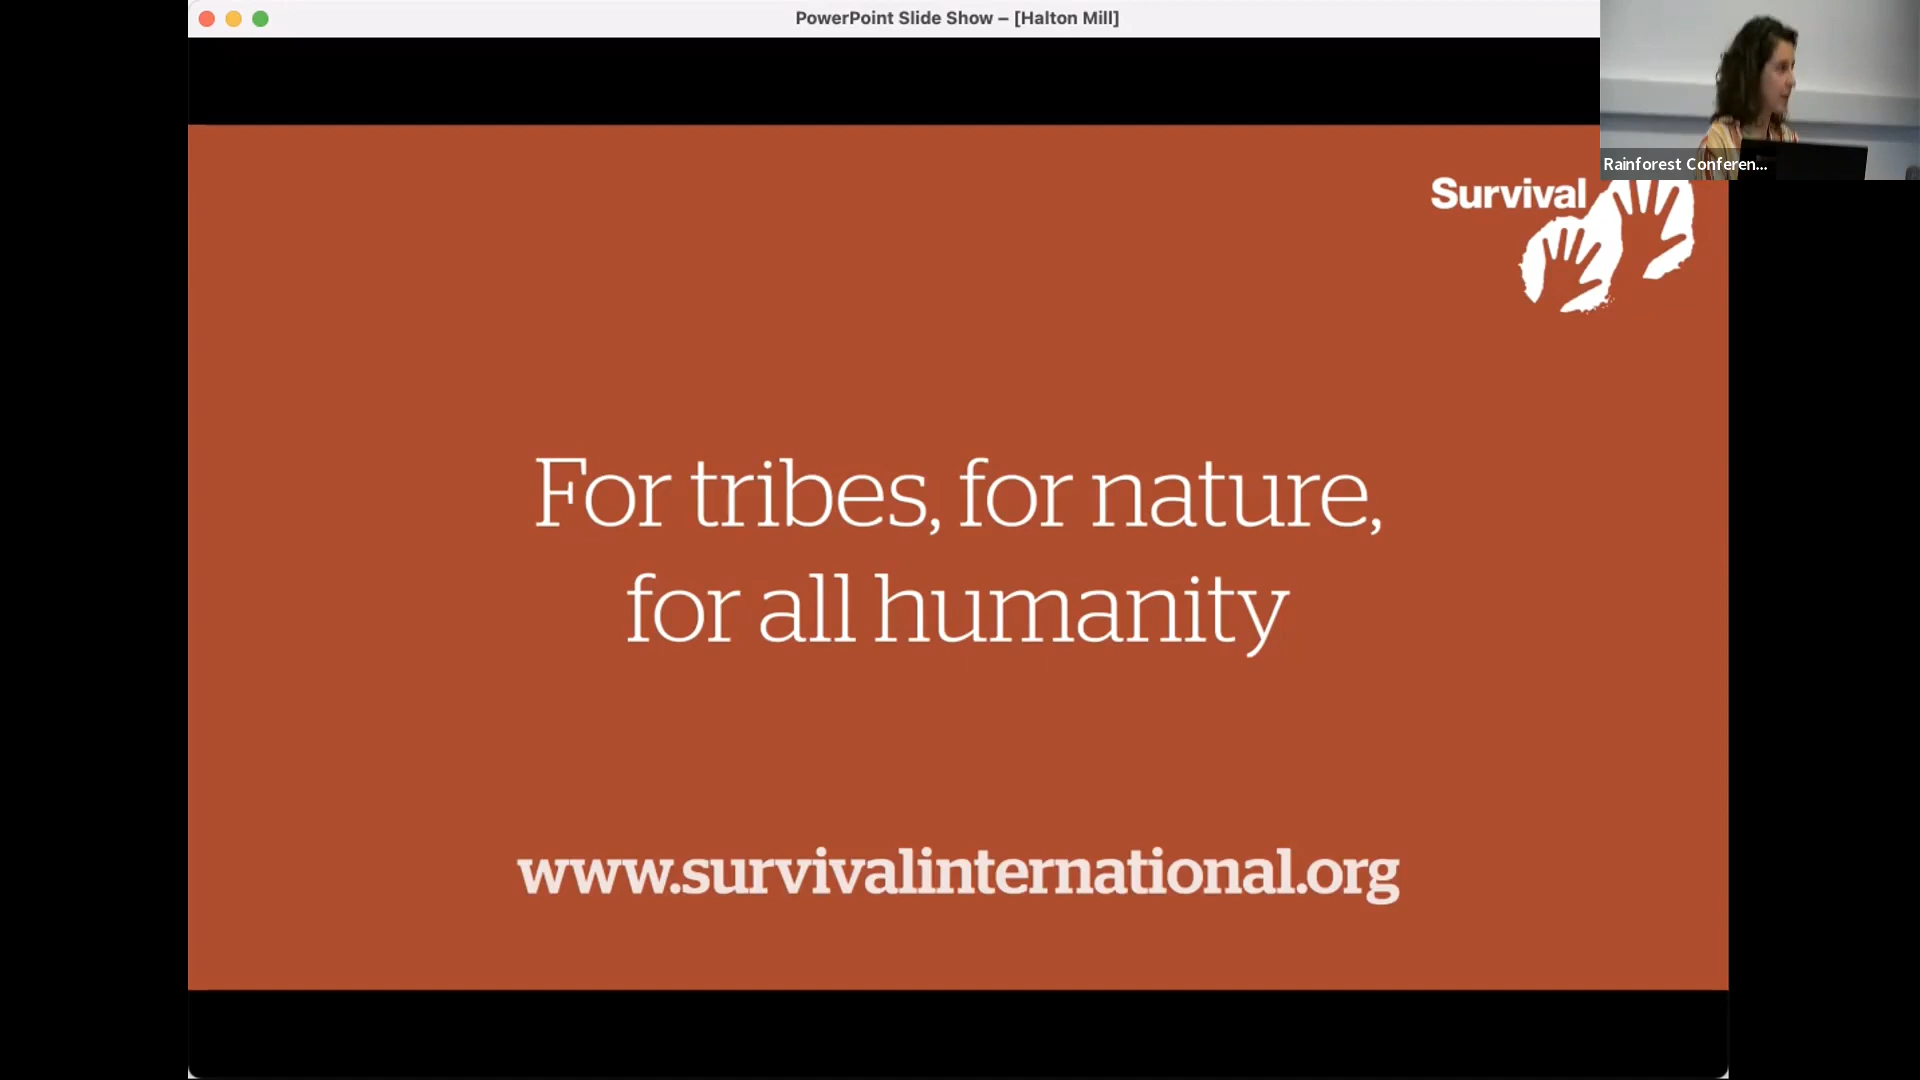 PowerPoint Slide Show – [Halton Mill]
Rainforest Conferen...
Survival
For tribes, for nature,
for all humanity
www.survivalinternational.org